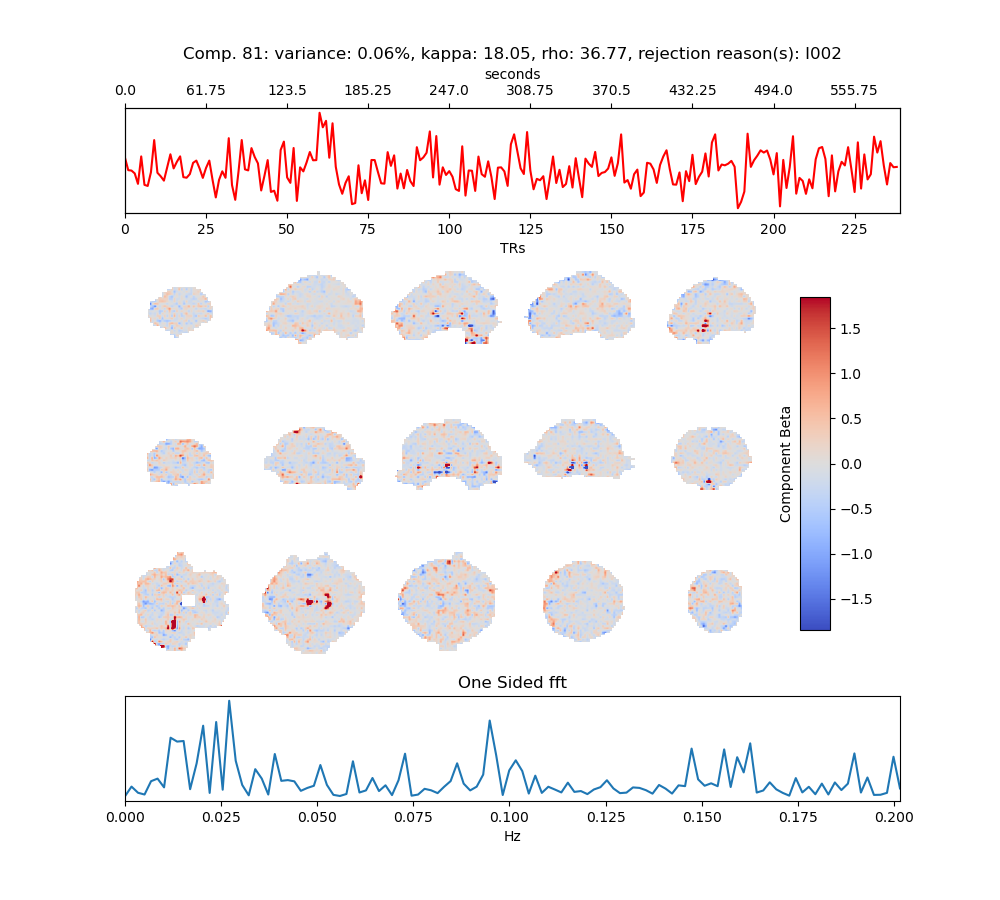 Comp. 81: variance: 0.06%, kappa: 18.05, rho: 36.77, rejection reason(s): I002
seconds
0.0 61.75 123.5 185.25 247.0 308.75 370.5 432.25 494.0 555.75
0 25 50 75 100 125 150 175 200 225
TRs
1.5
1.0
0.5
0.0
−0.5
−1.0
−1.5
Component Beta
One Sided fft
0.000 0.025 0.050 0.075 0.100 0.125 0.150 0.175 0.200
Hz